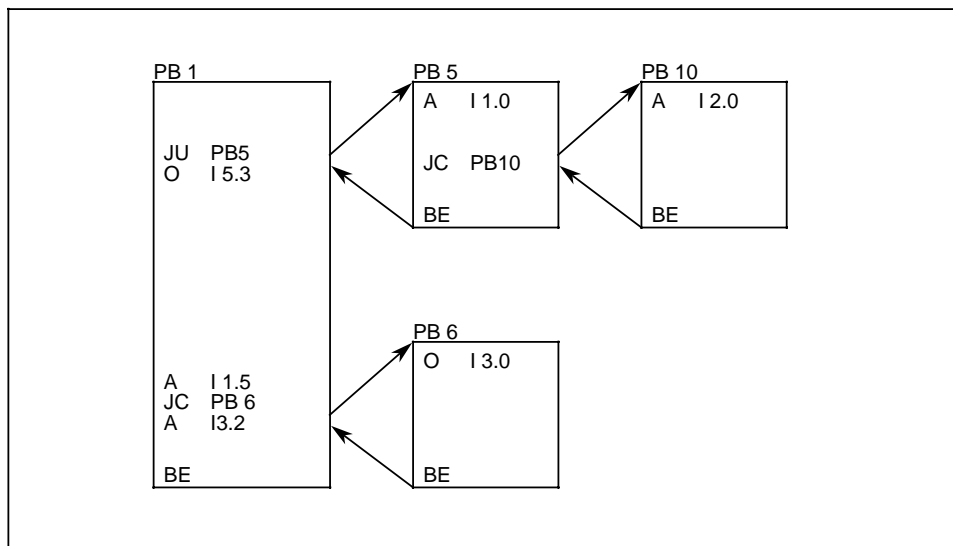 PB 1
JU PB5
O I 5.3
A I 1.5
JC PB 6
A I3.2
BE
PB 5
A I 1.0
JC PB10
BE
PB 10
A I 2.0
BE
PB 6
O I 3.0
BE